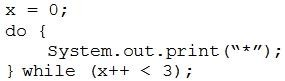 x = 0;
do {
    System.out.print(“*”);
} while (x++ < 3);